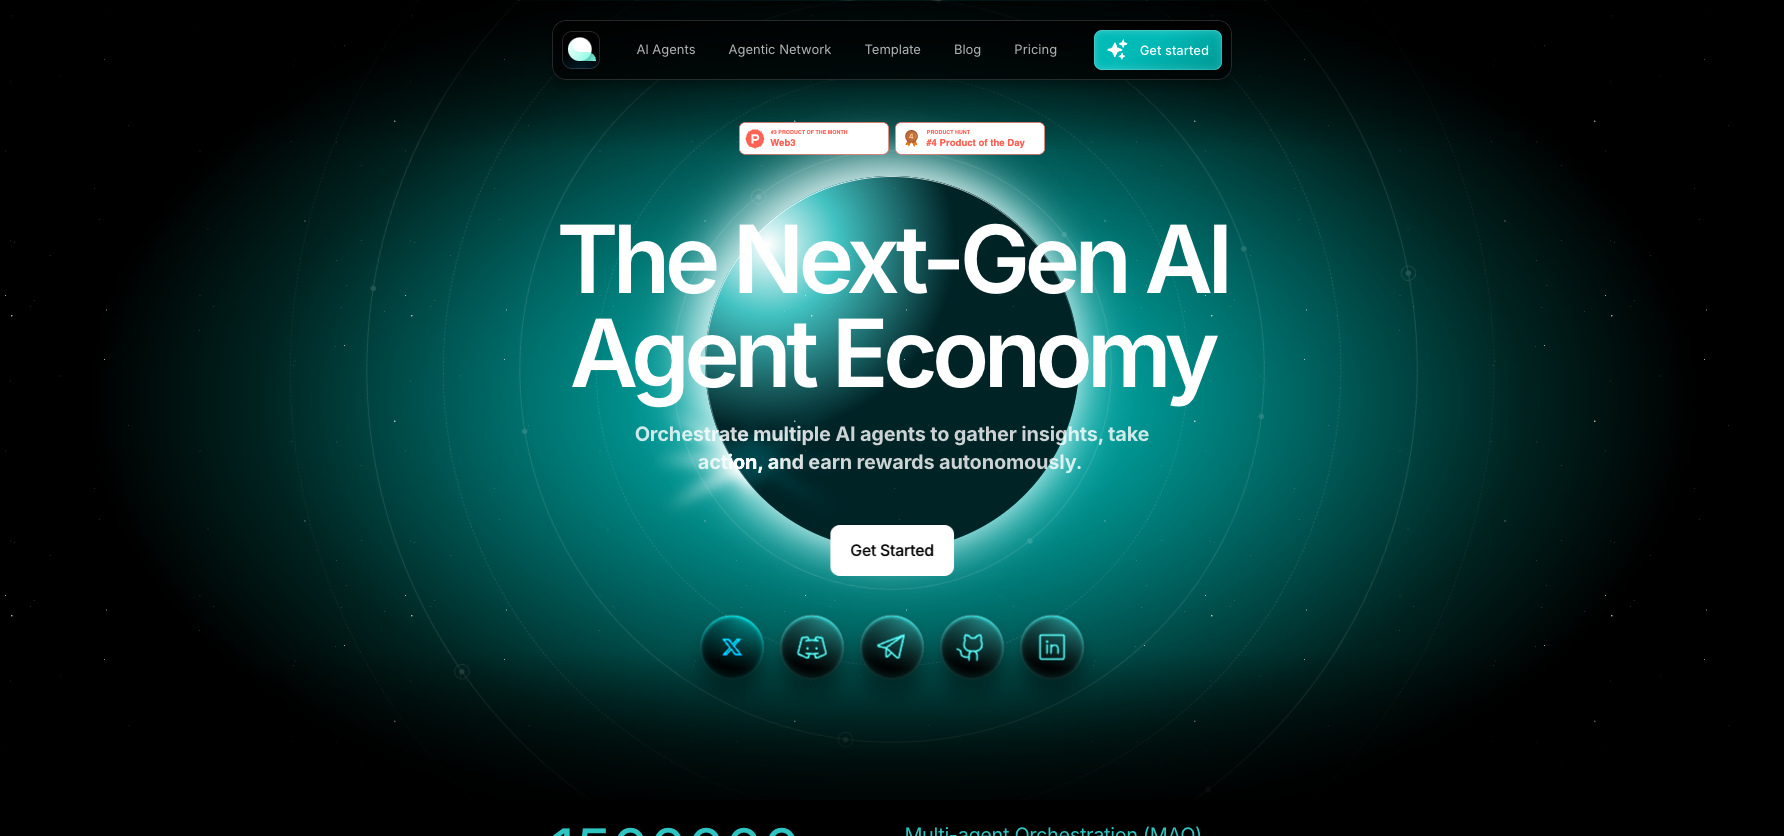 AI Agents
Agentic Network
Template
Blog
Pricing
Get started
#3 PRODUCT OF THE MONTH
Web3
PRODUCT HUNT
#4 Product of the Day
The Next-Gen AI
Agent Economy
Orchestrate multiple AI agents to gather insights, take
action, and earn rewards autonomously.
Get Started
Multi-agent Orchestration (MAO)